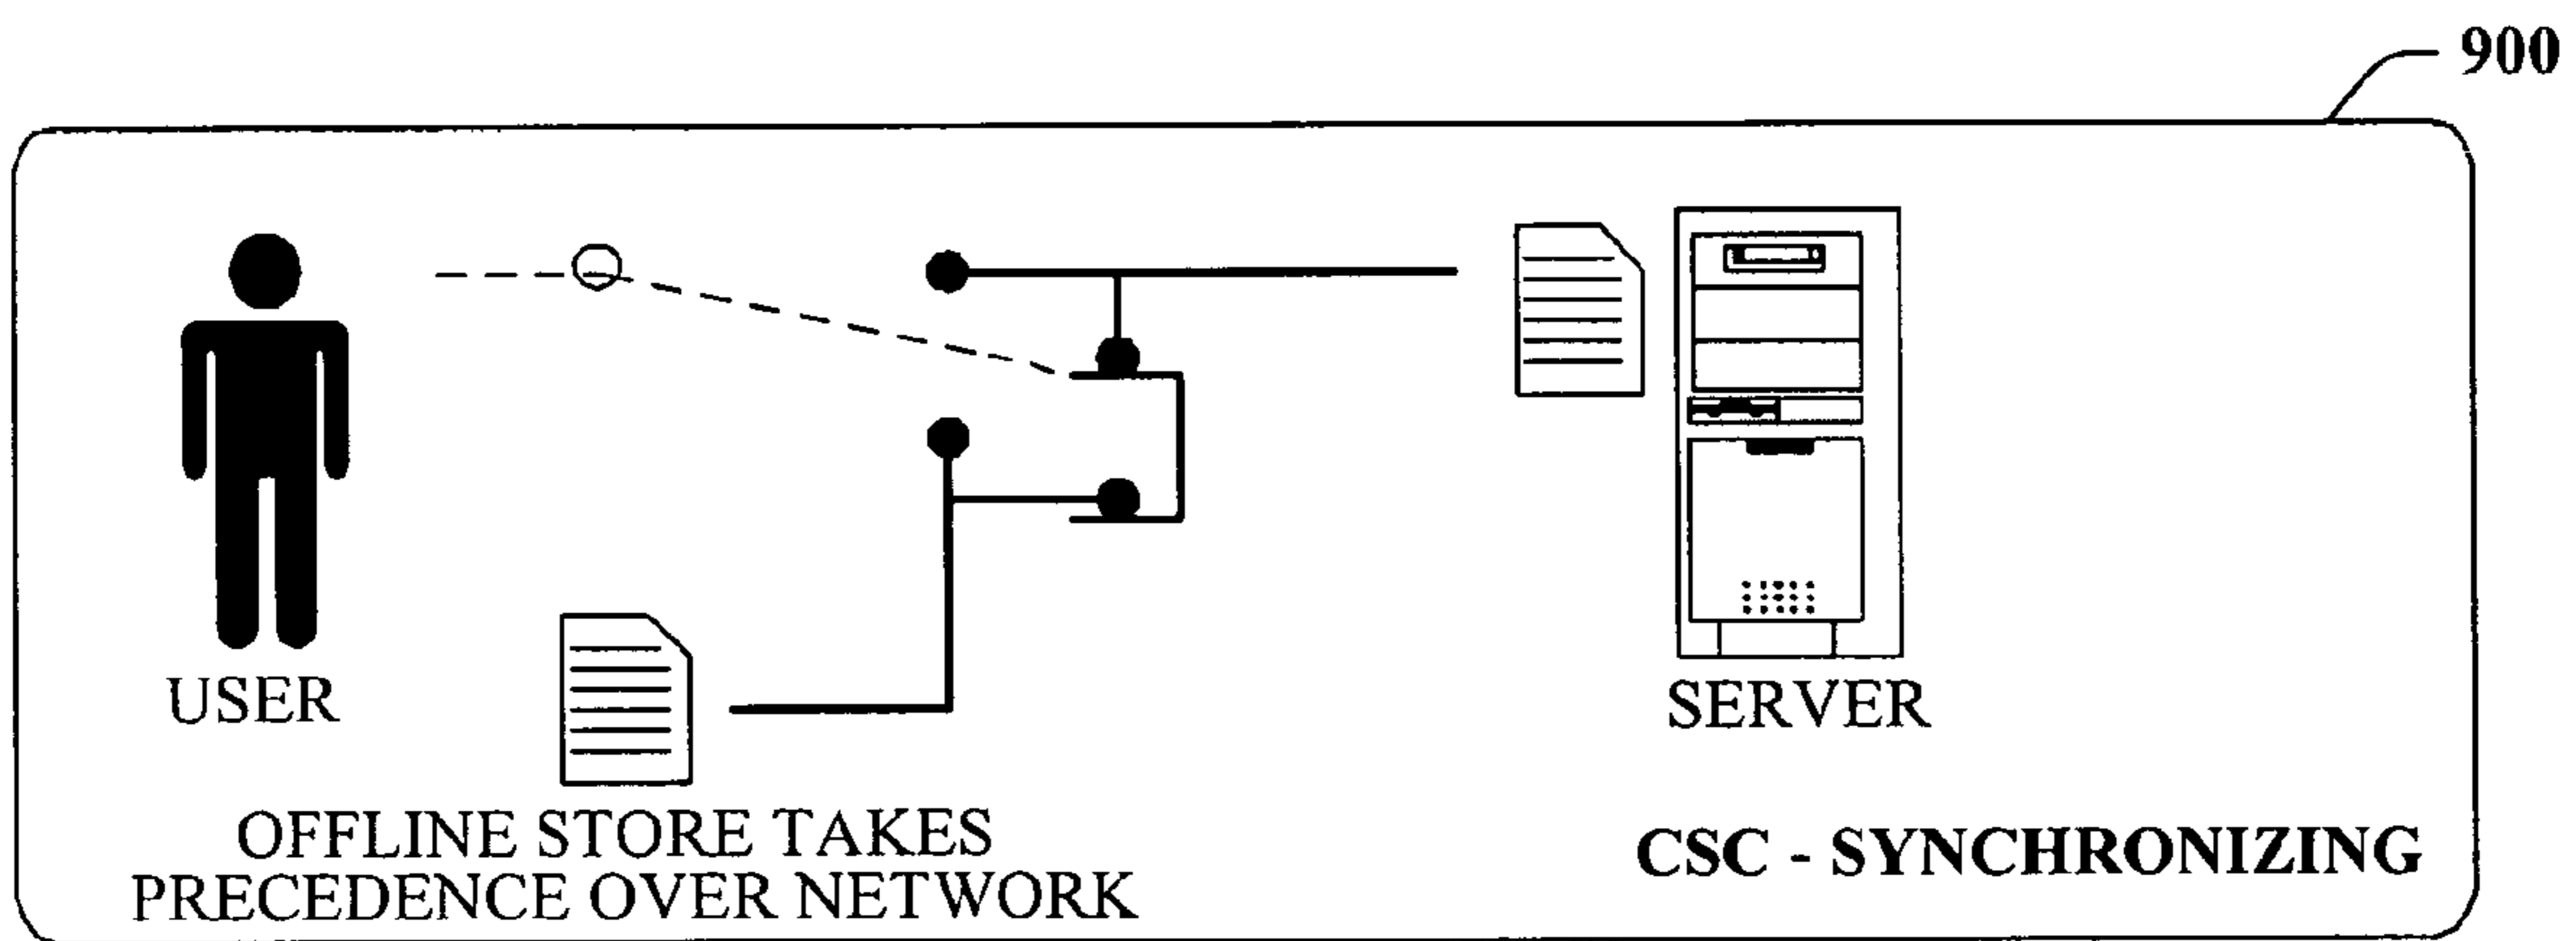 900
USER
SERVER
OFFLINE STORE TAKES
PRECEDENCE OVER NETWORK
CSC - SYNCHRONIZING